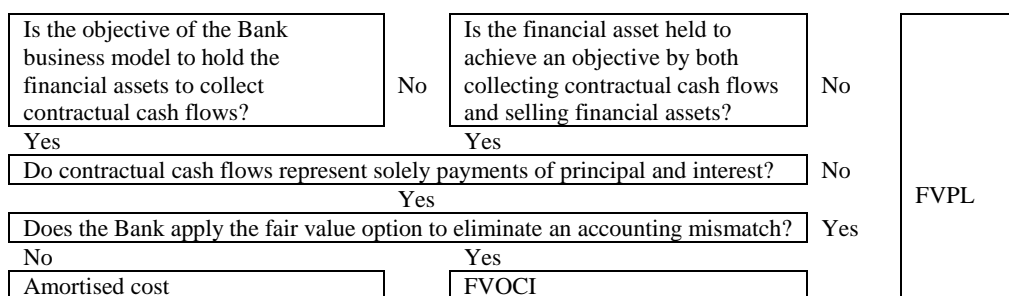 Is the objective of the Bank
business model to hold the
financial assets to collect
contractual cash flows?
No
Is the financial asset held to
achieve an objective by both
collecting contractual cash flows
and selling financial assets?
No
Yes
Yes
Do contractual cash flows represent solely payments of principal and interest?
No
Yes
FVPL
Does the Bank apply the fair value option to eliminate an accounting mismatch?
Yes
No
Yes
Amortised cost
FVOCI